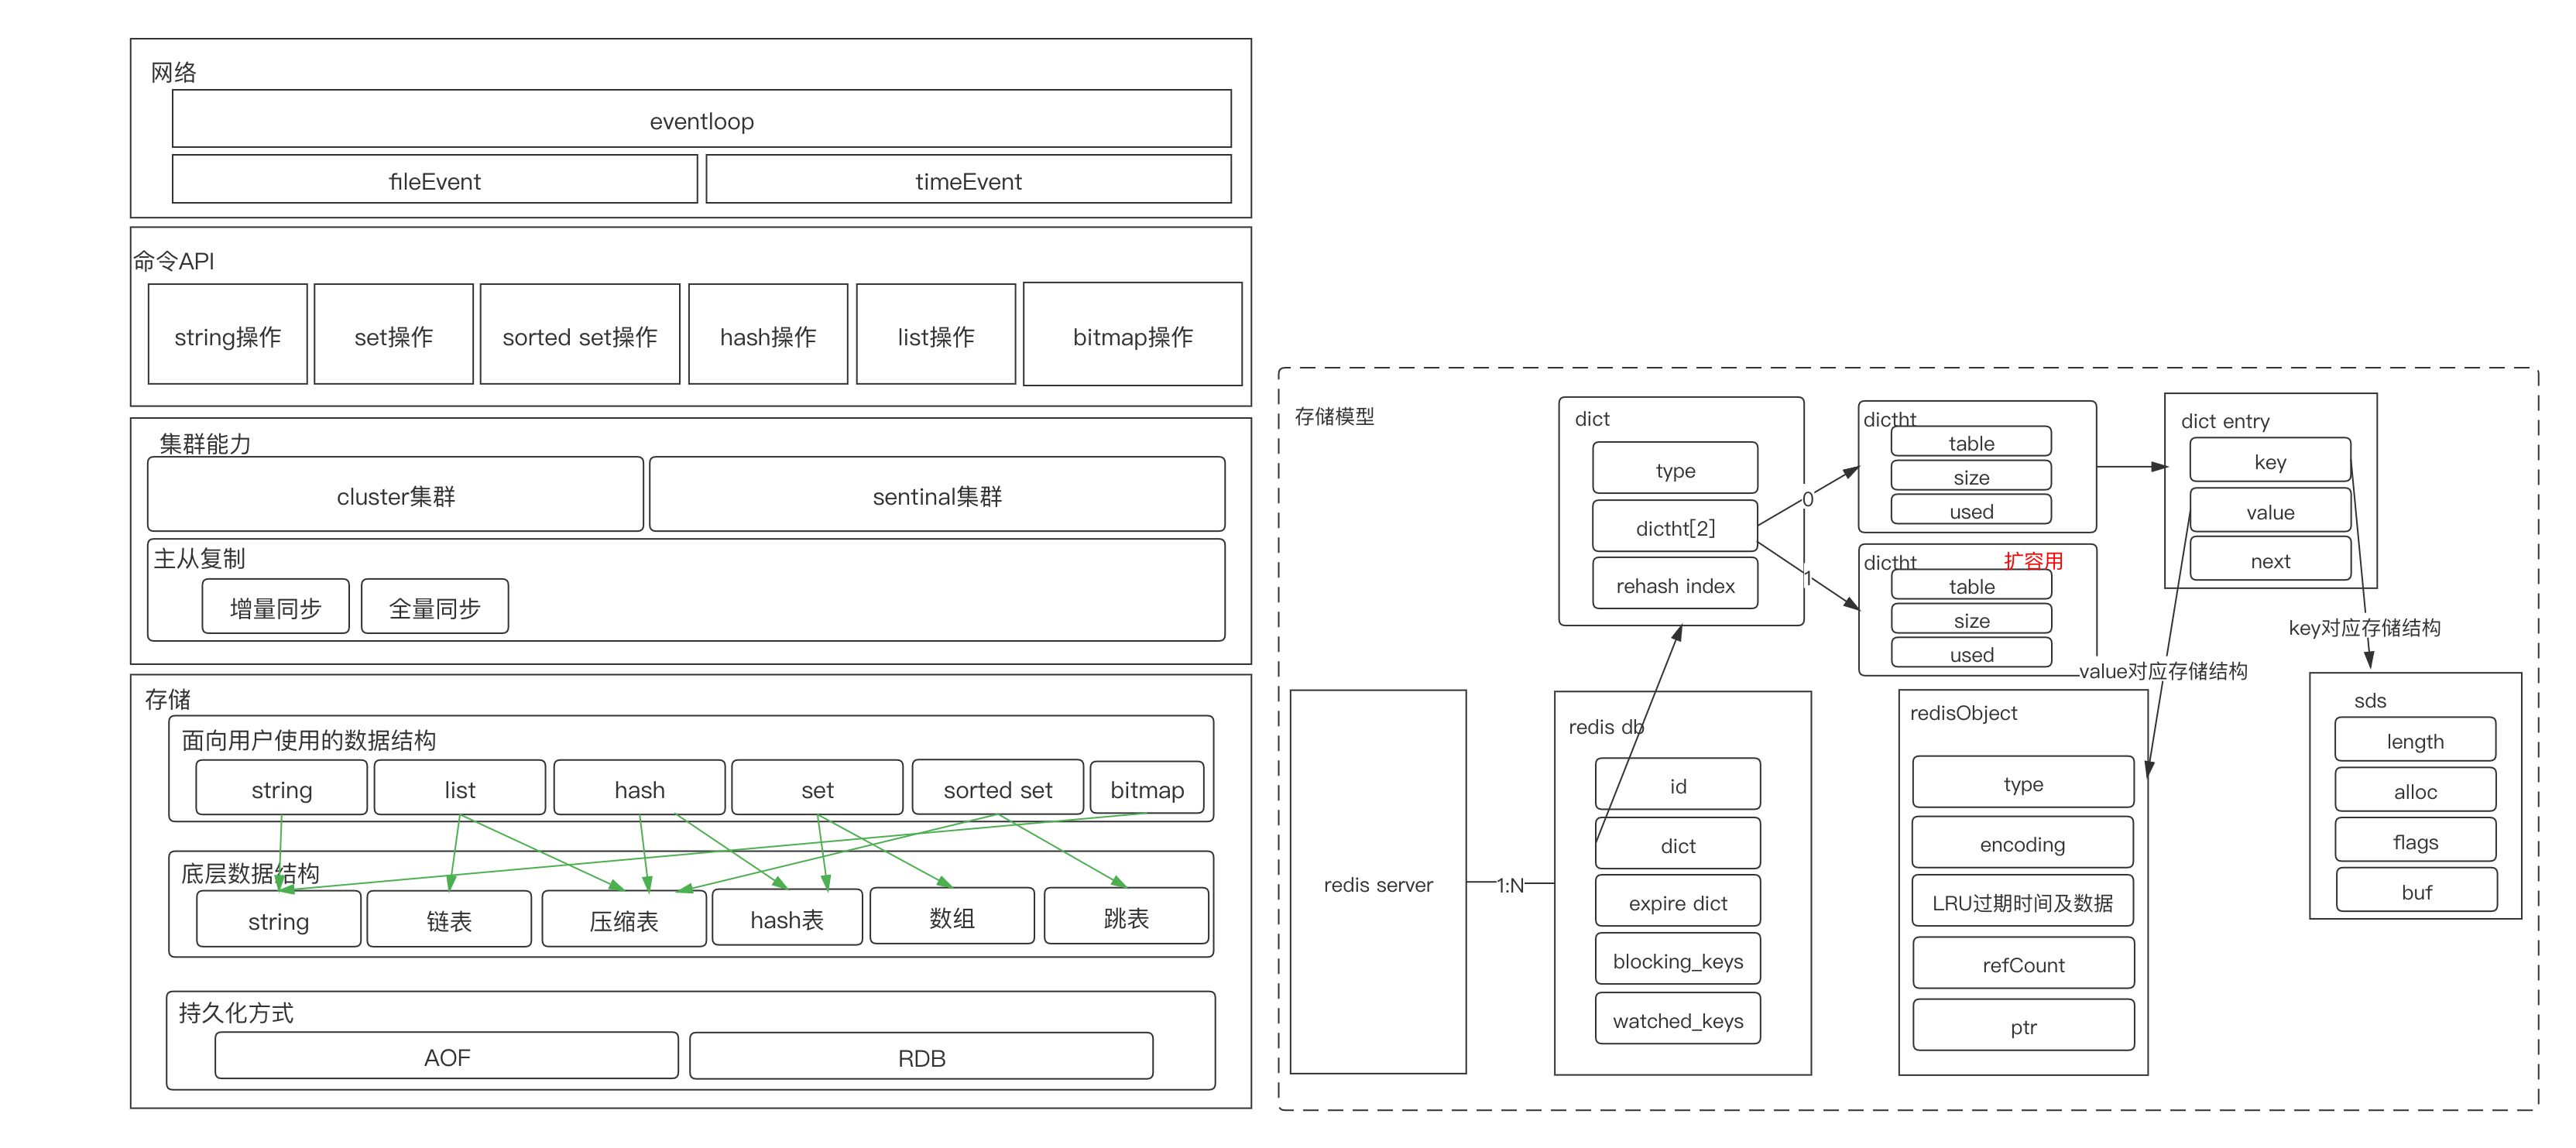 网络
eventloop
fileEvent
timeEvent
命令API
string操作
set操作
sorted set操作
hash操作
list操作
bitmap操作
集群能力
cluster集群
sentinal集群
主从复制
增量同步
全量同步
存储
面向用户使用的数据结构
string
list
hash
set
sorted set
bitmap
底层数据结构
string
链表
压缩表
hash表
数组
跳表
持久化方式
AOF
RDB
存储模型
dict
type
dictht[2]
rehash index
0
1
dictht
table
size
used
dictht
扩容用
table
size
used
dict entry
key
value
next
key对应存储结构
value对应存储结构
redis server
1:N
redis db
id
dict
expire dict
blocking_keys
watched_keys
redisObject
type
encoding
LRU过期时间及数据
refCount
ptr
sds
length
alloc
flags
buf